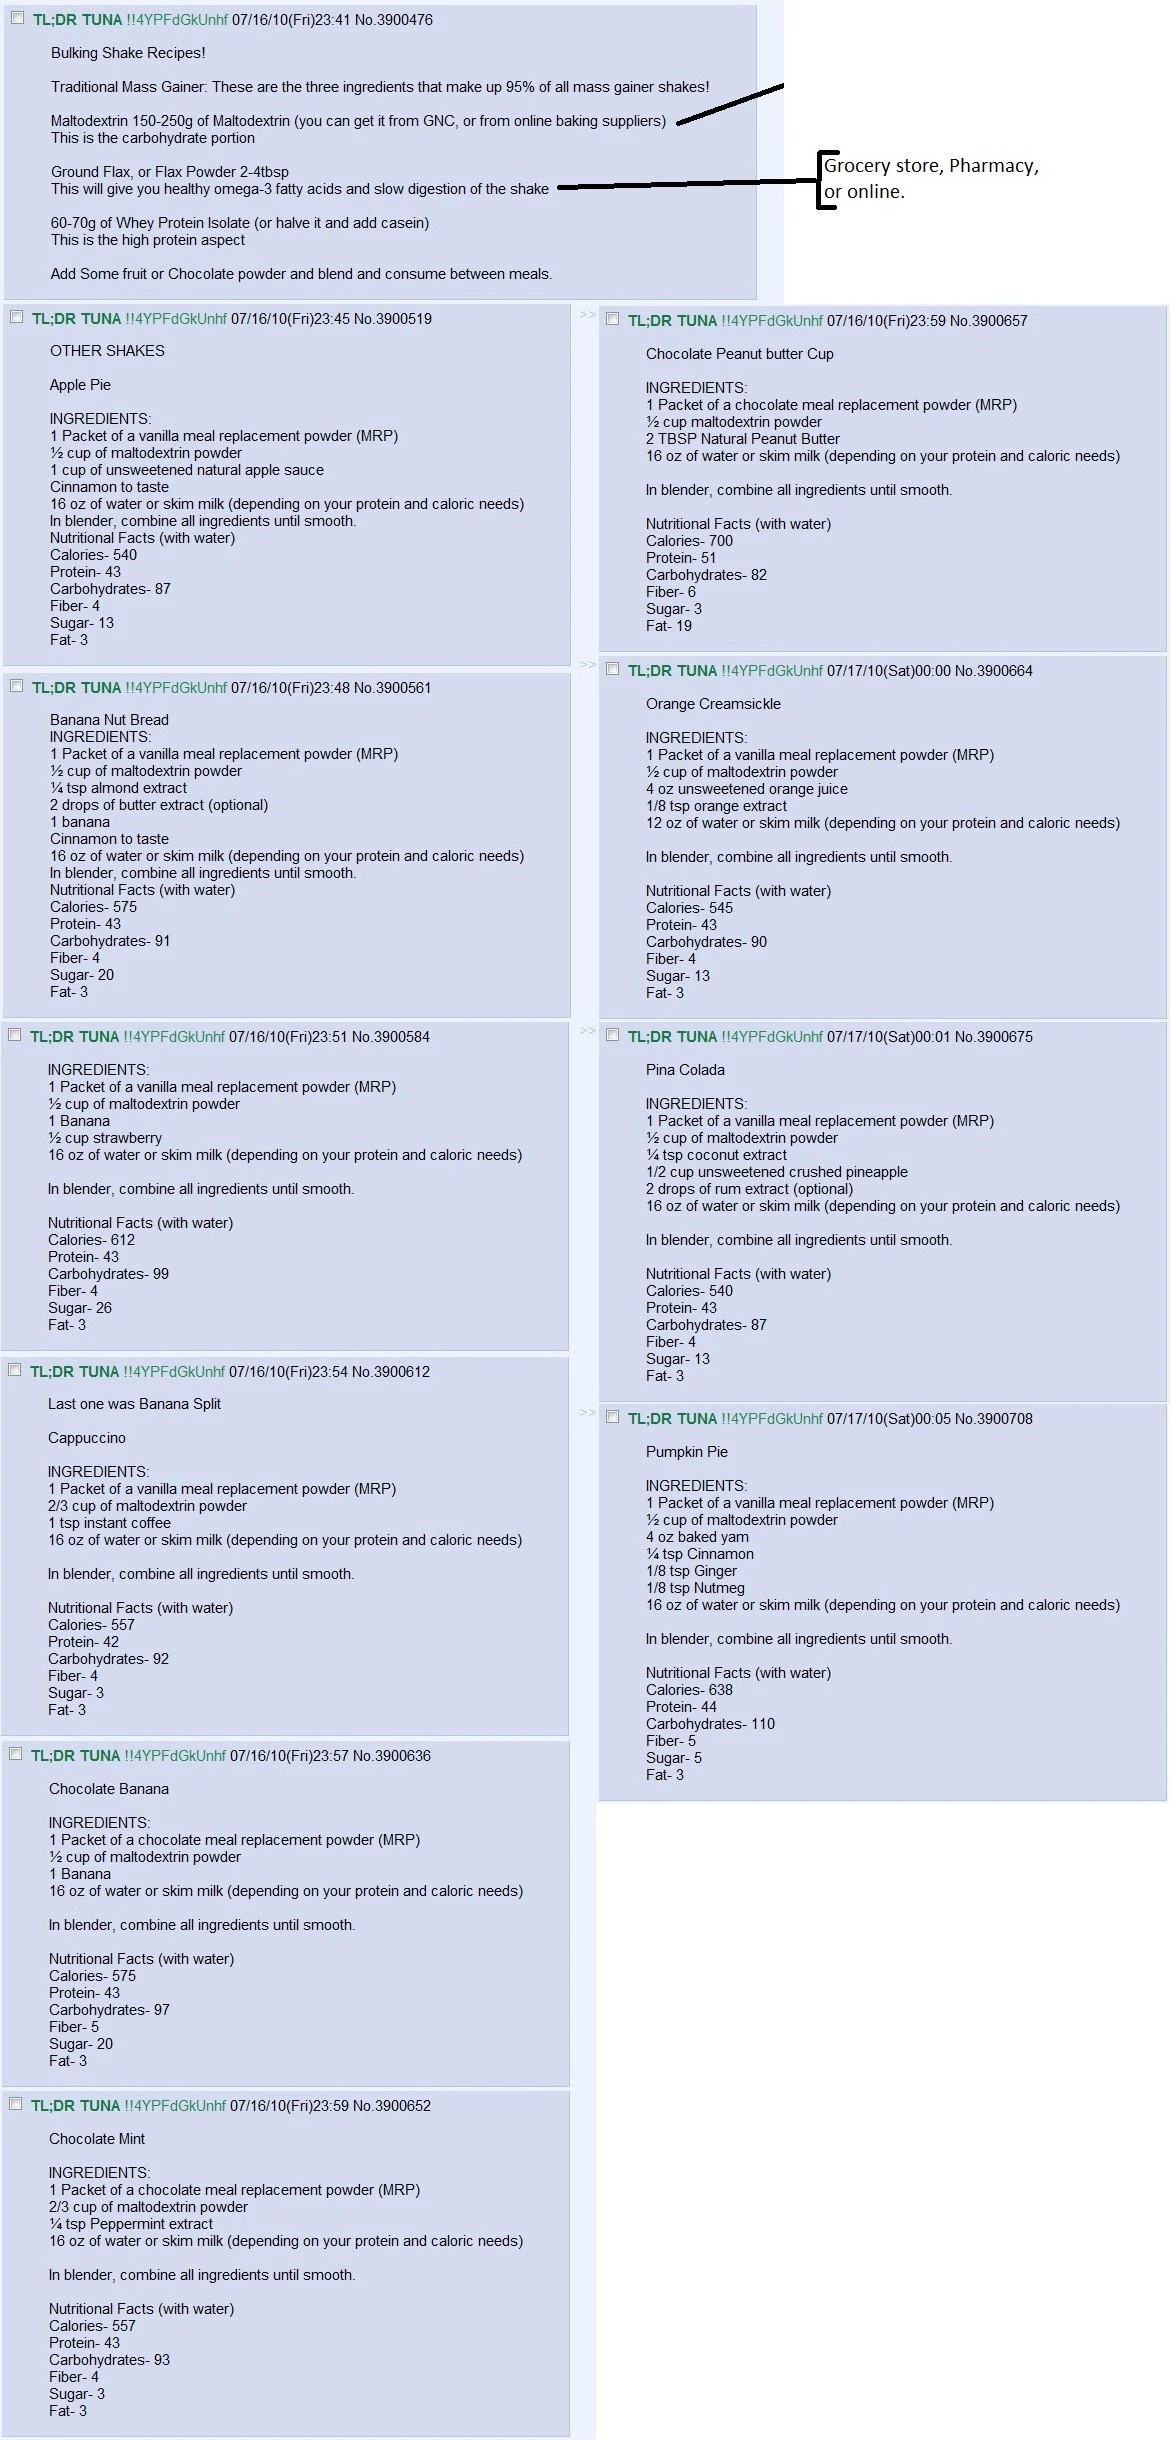 TL;DR TUNA !!4YPFdGkUnhf 07/16/10(Fri)23:41 No.3900476
Bulking Shake Recipes!
Traditional Mass Gainer: These are the three ingredients that make up 95% of all mass gainer shakes!
Maltodextrin 150-250g of Maltodextrin (you can get it from GNC, or from online baking suppliers)
This is the carbohydrate portion
Ground Flax, or Flax Powder 2-4tbsp
This will give you healthy omega-3 fatty acids and slow digestion of the shake
Grocery store, Pharmacy,
or online.
60-70g of Whey Protein Isolate (or halve it and add casein)
This is the high protein aspect
Add Some fruit or Chocolate powder and blend and consume between meals.
TL;DR TUNA !!4YPFdGkUnhf 07/16/10(Fri)23:45 No.3900519
OTHER SHAKES
Apple Pie
INGREDIENTS:
1 Packet of a vanilla meal replacement powder (MRP)
½ cup of maltodextrin powder
1 cup of unsweetened natural apple sauce
Cinnamon to taste
16 oz of water or skim milk (depending on your protein and caloric needs)
In blender, combine all ingredients until smooth.
Nutritional Facts (with water)
Calories- 540
Protein- 43
Carbohydrates- 87
Fiber- 4
Sugar- 13
Fat- 3
TL;DR TUNA !!4YPFdGkUnhf 07/16/10(Fri)23:48 No.3900561
Banana Nut Bread
INGREDIENTS:
1 Packet of a vanilla meal replacement powder (MRP)
½ cup of maltodextrin powder
¼ tsp almond extract
2 drops of butter extract (optional)
1 banana
Cinnamon to taste
16 oz of water or skim milk (depending on your protein and caloric needs)
In blender, combine all ingredients until smooth.
Nutritional Facts (with water)
Calories- 575
Protein- 43
Carbohydrates- 91
Fiber- 4
Sugar- 20
Fat- 3
TL;DR TUNA !!4YPFdGkUnhf 07/16/10(Fri)23:51 No.3900584
INGREDIENTS:
1 Packet of a vanilla meal replacement powder (MRP)
½ cup of maltodextrin powder
1 Banana
½ cup strawberry
16 oz of water or skim milk (depending on your protein and caloric needs)
In blender, combine all ingredients until smooth.
Nutritional Facts (with water)
Calories- 612
Protein- 43
Carbohydrates- 99
Fiber- 4
Sugar- 26
Fat- 3
TL;DR TUNA !!4YPFdGkUnhf 07/16/10(Fri)23:54 No.3900612
Last one was Banana Split
Cappuccino
INGREDIENTS:
1 Packet of a vanilla meal replacement powder (MRP)
2/3 cup of maltodextrin powder
1 tsp instant coffee
16 oz of water or skim milk (depending on your protein and caloric needs)
In blender, combine all ingredients until smooth.
Nutritional Facts (with water)
Calories- 557
Protein- 42
Carbohydrates- 92
Fiber- 4
Sugar- 3
Fat- 3
TL;DR TUNA !!4YPFdGkUnhf 07/16/10(Fri)23:57 No.3900636
Chocolate Banana
INGREDIENTS:
1 Packet of a chocolate meal replacement powder (MRP)
½ cup of maltodextrin powder
1 Banana
16 oz of water or skim milk (depending on your protein and caloric needs)
In blender, combine all ingredients until smooth.
Nutritional Facts (with water)
Calories- 575
Protein- 43
Carbohydrates- 97
Fiber- 5
Sugar- 20
Fat- 3
TL;DR TUNA !!4YPFdGkUnhf 07/16/10(Fri)23:59 No.3900652
Chocolate Mint
INGREDIENTS:
1 Packet of a chocolate meal replacement powder (MRP)
2/3 cup of maltodextrin powder
¼ tsp Peppermint extract
16 oz of water or skim milk (depending on your protein and caloric needs)
In blender, combine all ingredients until smooth.
Nutritional Facts (with water)
Calories- 557
Protein- 43
Carbohydrates- 93
Fiber- 4
Sugar- 3
Fat- 3
>> TL;DR TUNA !!4YPFdGkUnhf 07/16/10(Fri)23:59 No.3900657
Chocolate Peanut butter Cup
INGREDIENTS:
1 Packet of a chocolate meal replacement powder (MRP)
½ cup maltodextrin powder
2 TBSP Natural Peanut Butter
16 oz of water or skim milk (depending on your protein and caloric needs)
In blender, combine all ingredients until smooth.
Nutritional Facts (with water)
Calories- 700
Protein- 51
Carbohydrates- 82
Fiber- 6
Sugar- 3
Fat- 19
>> TL;DR TUNA !!4YPFdGkUnhf 07/17/10(Sat)00:00 No.3900664
Orange Creamsickle
INGREDIENTS:
1 Packet of a vanilla meal replacement powder (MRP)
½ cup of maltodextrin powder
4 oz unsweetened orange juice
1/8 tsp orange extract
12 oz of water or skim milk (depending on your protein and caloric needs)
In blender, combine all ingredients until smooth.
Nutritional Facts (with water)
Calories- 545
Protein- 43
Carbohydrates- 90
Fiber- 4
Sugar- 13
Fat- 3
>> TL;DR TUNA !!4YPFdGkUnhf 07/17/10(Sat)00:01 No.3900675
Pina Colada
INGREDIENTS:
1 Packet of a vanilla meal replacement powder (MRP)
½ cup of maltodextrin powder
¼ tsp coconut extract
1/2 cup unsweetened crushed pineapple
2 drops of rum extract (optional)
16 oz of water or skim milk (depending on your protein and caloric needs)
In blender, combine all ingredients until smooth.
Nutritional Facts (with water)
Calories- 540
Protein- 43
Carbohydrates- 87
Fiber- 4
Sugar- 13
Fat- 3
>> TL;DR TUNA !!4YPFdGkUnhf 07/17/10(Sat)00:05 No.3900708
Pumpkin Pie
INGREDIENTS:
1 Packet of a vanilla meal replacement powder (MRP)
½ cup of maltodextrin powder
4 oz baked yam
¼ tsp Cinnamon
1/8 tsp Ginger
1/8 tsp Nutmeg
16 oz of water or skim milk (depending on your protein and caloric needs)
In blender, combine all ingredients until smooth.
Nutritional Facts (with water)
Calories- 638
Protein- 44
Carbohydrates- 110
Fiber- 5
Sugar- 5
Fat- 3